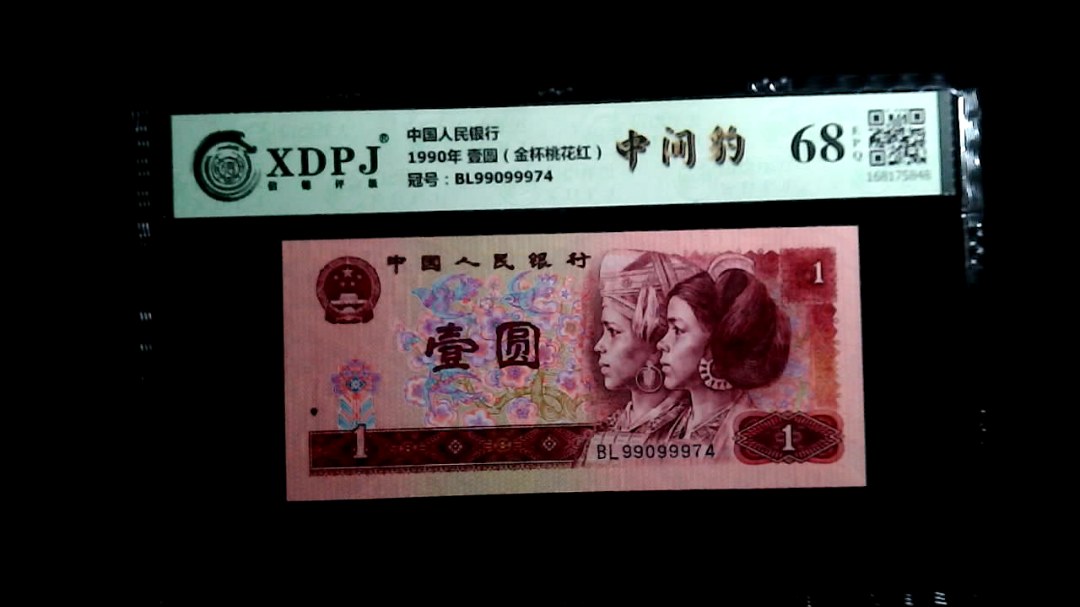 XDPJ®
信德评级
中国人民银行
1990年 壹圆（金杯桃花红）
冠号：BL99099974
中间豹
68
EPQ
168175848
中国人民银行
1
壹圆
1
BL99099974
1